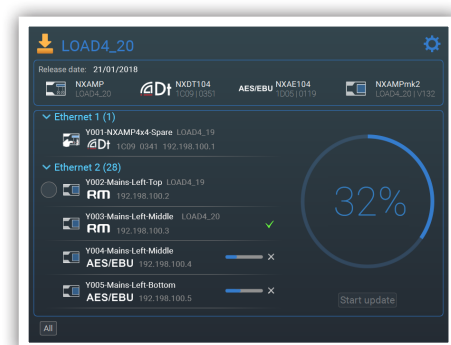 LOAD4_20
Release date: 21/01/2018
NXAMP
LOAD4_20
Dt
NXDT104
1C09 | 0351
AES/EBU
NXAE104
1D05 | 0119
NXAMPmk2
LOAD4_20 | V132
Ethernet 1 (1)
Y001-NXAMP4x4-Spare LOAD4_19
Dt 1C09 0341 192.198.100.1
Ethernet 2 (28)
Y002-Mains-Left-Top LOAD4_19
RM 192.198.100.2
Y003-Mains-Left-Middle LOAD4_20
RM 192.198.100.3
Y004-Mains-Left-Middle
AES/EBU 192.198.100.4
Y005-Mains-Left-Bottom
AES/EBU 192.198.100.5
32%
Start update
All